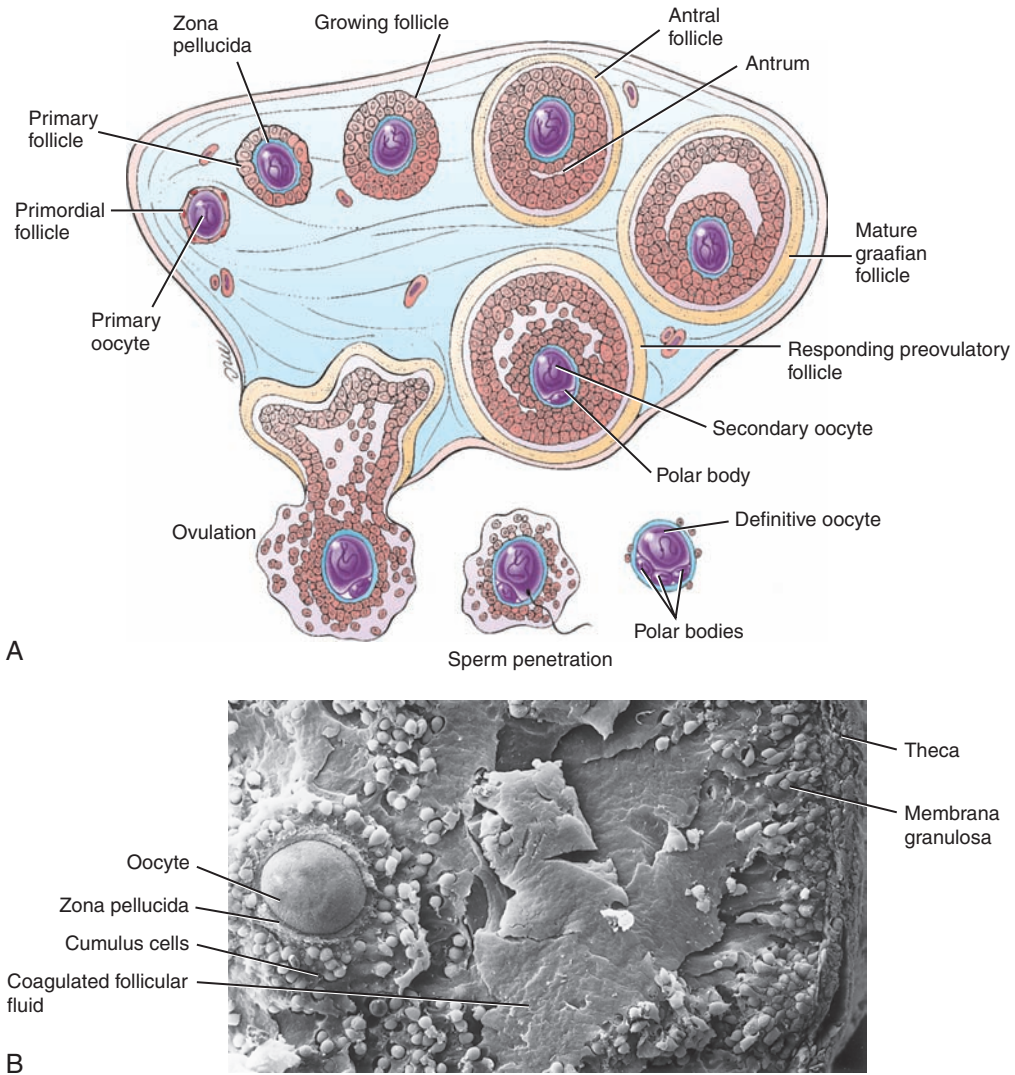 Zona
pellucida
Growing follicle
Antral
follicle
Antrum
Primary
follicle
Primordial
follicle
Mature
graafian
follicle
Primary
oocyte
Responding preovulatory
follicle
Secondary oocyte
Polar body
Ovulation
Definitive oocyte
Polar bodies
A
Sperm penetration
Theca
Membrana
granulosa
Oocyte
Zona pellucida
Cumulus cells
Coagulated follicular
fluid
B